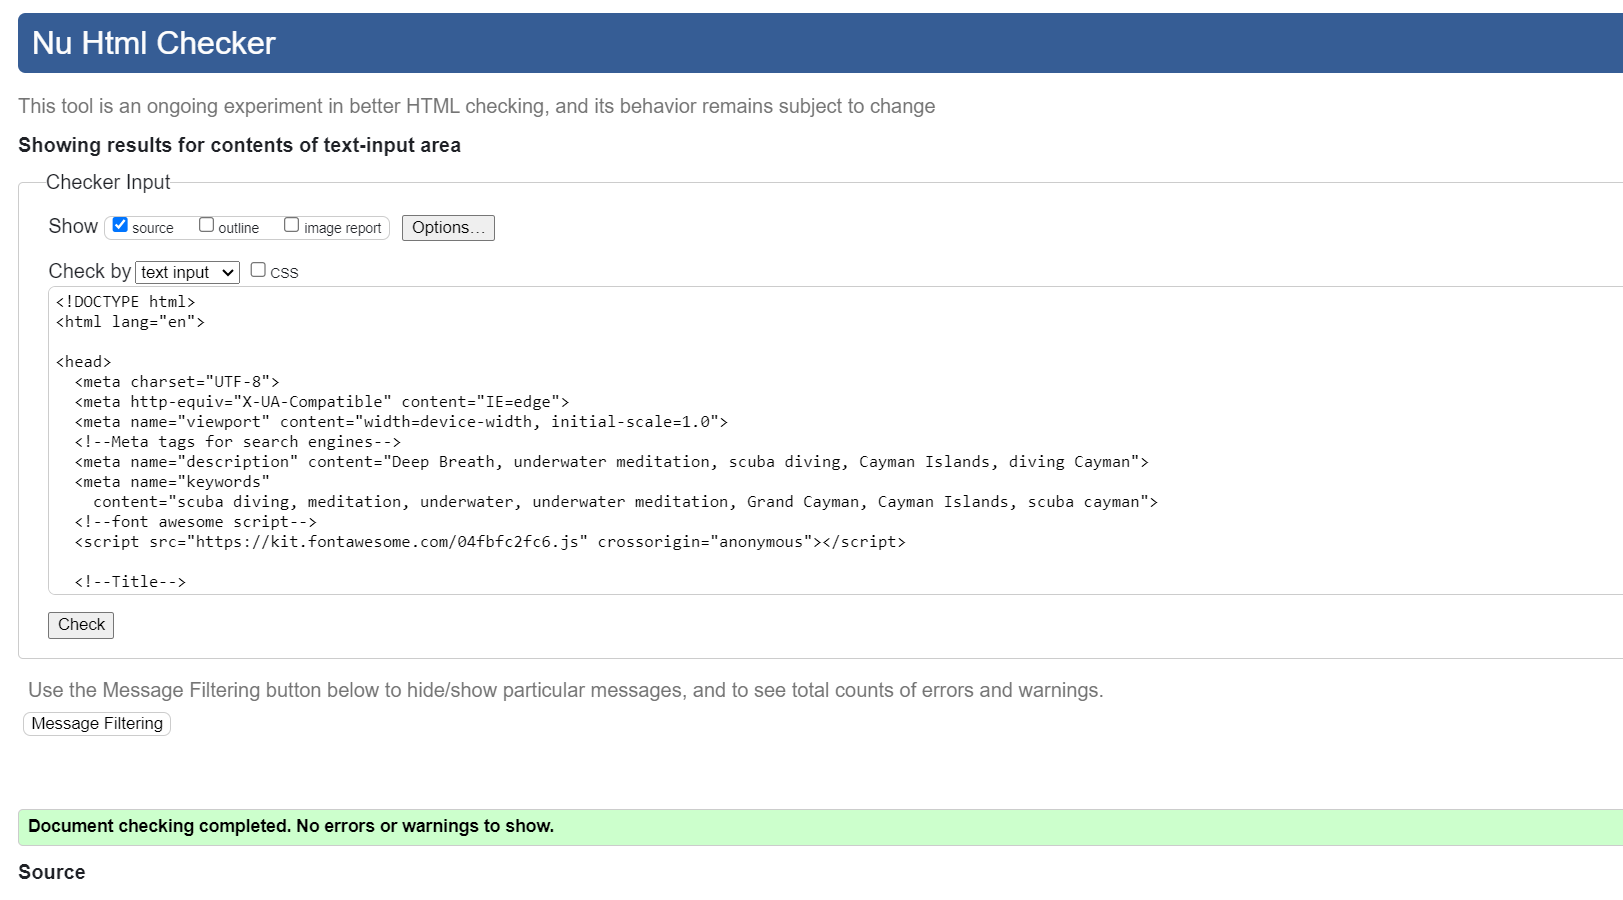 Nu Html Checker
This tool is an ongoing experiment in better HTML checking, and its behavior remains subject to change
Showing results for contents of text-input area
Checker Input
Show source outline image report Options...
Check by text input CSS
<!DOCTYPE html>
<html lang="en">
<head>
<meta charset="UTF-8">
<meta http-equiv="X-UA-Compatible" content="IE=edge">
<meta name="viewport" content="width=device-width, initial-scale=1.0">
<!--Meta tags for search engines-->
<meta name="description" content="Deep Breath, underwater meditation, scuba diving, Cayman Islands, diving Cayman">
<meta name="keywords"
content="scuba diving, meditation, underwater, underwater meditation, Grand Cayman, Cayman Islands, scuba cayman">
<!--font awesome script-->
<script src="https://kit.fontawesome.com/04fbfc2fc6.js" crossorigin="anonymous"></script>
<!--Title-->
Check
Use the Message Filtering button below to hide/show particular messages, and to see total counts of errors and warnings.
Message Filtering
Document checking completed. No errors or warnings to show.
Source